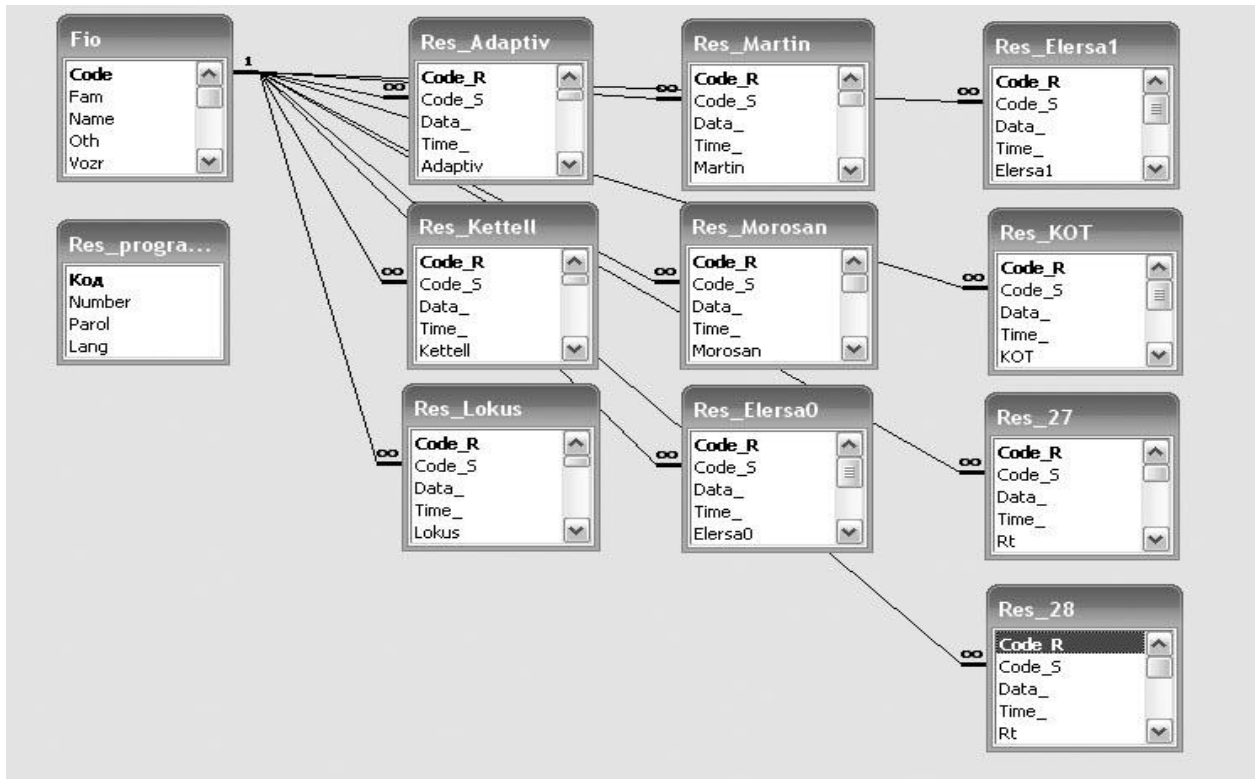 Fio
Code
Fam
Name
Oth
Vozr
1
Res_Adaptiv
Code_R
∞ Code_S
Data_
Time_
Adaptiv
Res_Martin
Code_R
∞ Code_S
Data_
Time_
Martin
Res_Elersa1
Code_R
∞ Code_S
Data_
Time_
Elersa1
Res_progra...
Код
Number
Parol
Lang
Res_Kettell
Code_R
∞ Code_S
Data_
Time_
Kettell
Res_Morosan
Code_R
∞ Code_S
Data_
Time_
Morosan
Res_KOT
Code_R
∞ Code_S
Data_
Time_
KOT
Res_Lokus
Code_R
∞ Code_S
Data_
Time_
Lokus
Res_Elersa0
Code_R
∞ Code_S
Data_
Time_
Elersa0
Res_27
Code_R
∞ Code_S
Data_
Time_
Rt
Res_28
Code_R
∞ Code_S
Data_
Time_
Rt